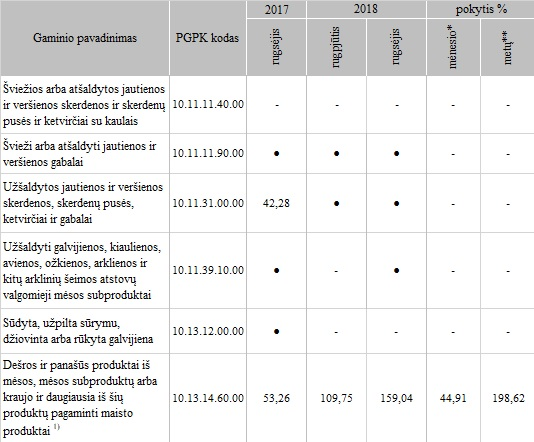 Gaminio pavadinimas PGPK kodas 2017 2018 pokytis %
rugsėjis rugpjūtis rugsėjis mėnesio* metų**
Šviežios arba atšaldytos jautienos
ir veršienos skerdenos ir skerdenų
pusės ir ketvirčiai su kaulais
10.11.11.40.00 - - - - -
Švieži arba atšaldyti jautienos ir
veršienos gabalai
10.11.11.90.00 ● ● ● - -
Užšaldytos jautienos ir veršienos
skerdenos, skerdenų pusės,
ketvirčiai ir gabalai
10.11.31.00.00 42,28 ● ● - -
Užšaldyti galvijienos, kiaulienos,
avienos, ožkienos, arklienos ir
kitų arklinių šeimos atstovų
valgomieji mėsos subproduktai
10.11.39.10.00 ● - ● - -
Sūdyta, užpilta sūrymu,
džiovinta arba rūkyta galvijiena
10.13.12.00.00 ● - - - -
Dešros ir panašūs produktai iš
mėsos, mėsos subproduktų arba
kraujo ir daugiausia iš šių
produktų pagaminti maisto
produktai 1)
10.13.14.60.00 53,26 109,75 159,04 44,91 198,62